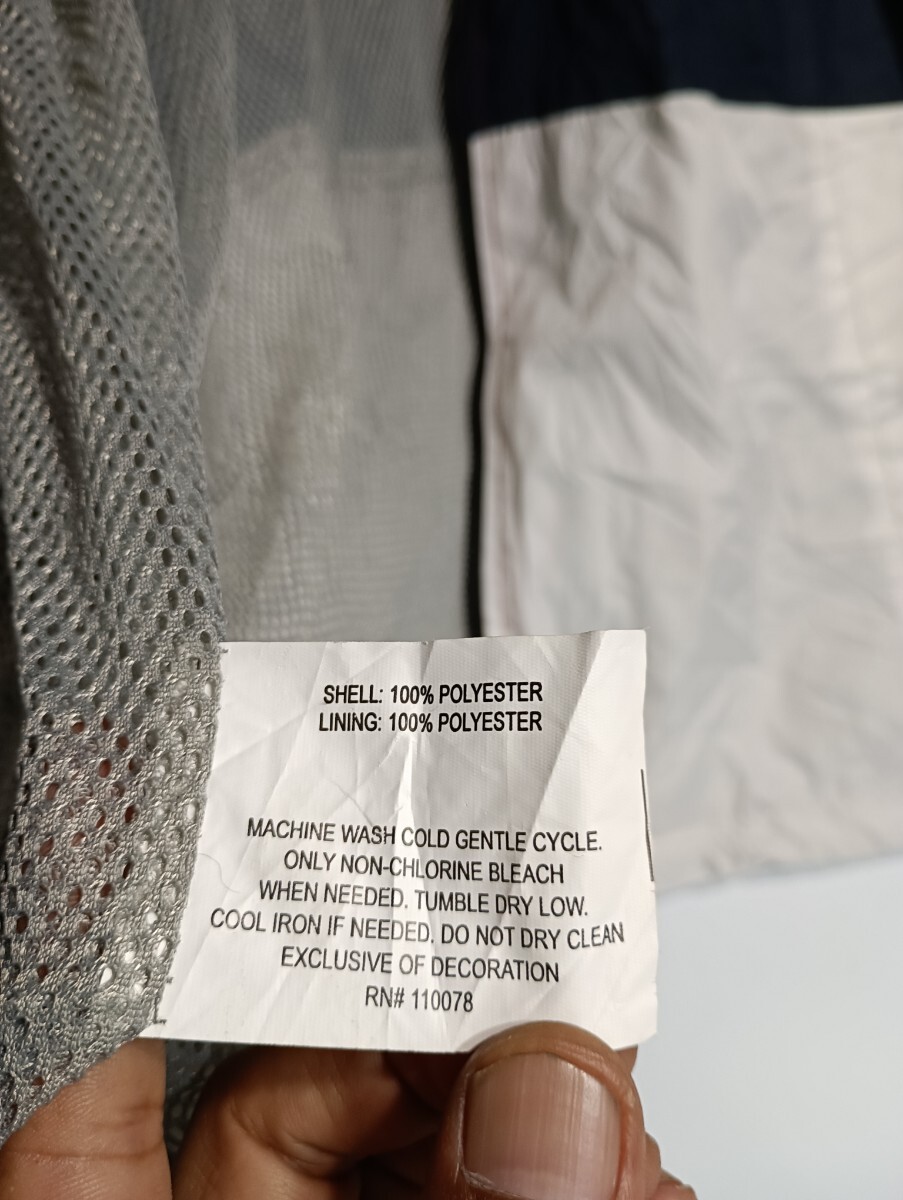 SHELL: 100% POLYESTER
LINING: 100% POLYESTER
MACHINE WASH COLD GENTLE CYCLE.
ONLY NON-CHLORINE BLEACH
WHEN NEEDED. TUMBLE DRY LOW.
COOL IRON IF NEEDED. DO NOT DRY CLEAN
EXCLUSIVE OF DECORATION
RN# 110078